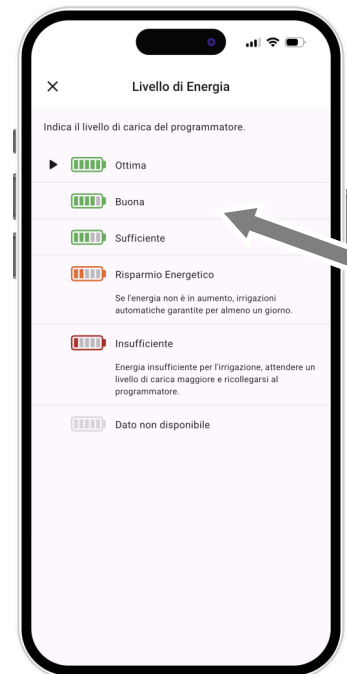 Livello di Energia
Indica il livello di carica del programmatore.
Ottima
Buona
Sufficiente
Risparmio Energetico
Se l'energia non è in aumento, irrigazioni
automatiche garantite per almeno un giorno.
Insufficiente
Energia insufficiente per l'irrigazione, attendere un
livello di carica maggiore e ricollegarsi al
programmatore.
Dato non disponibile